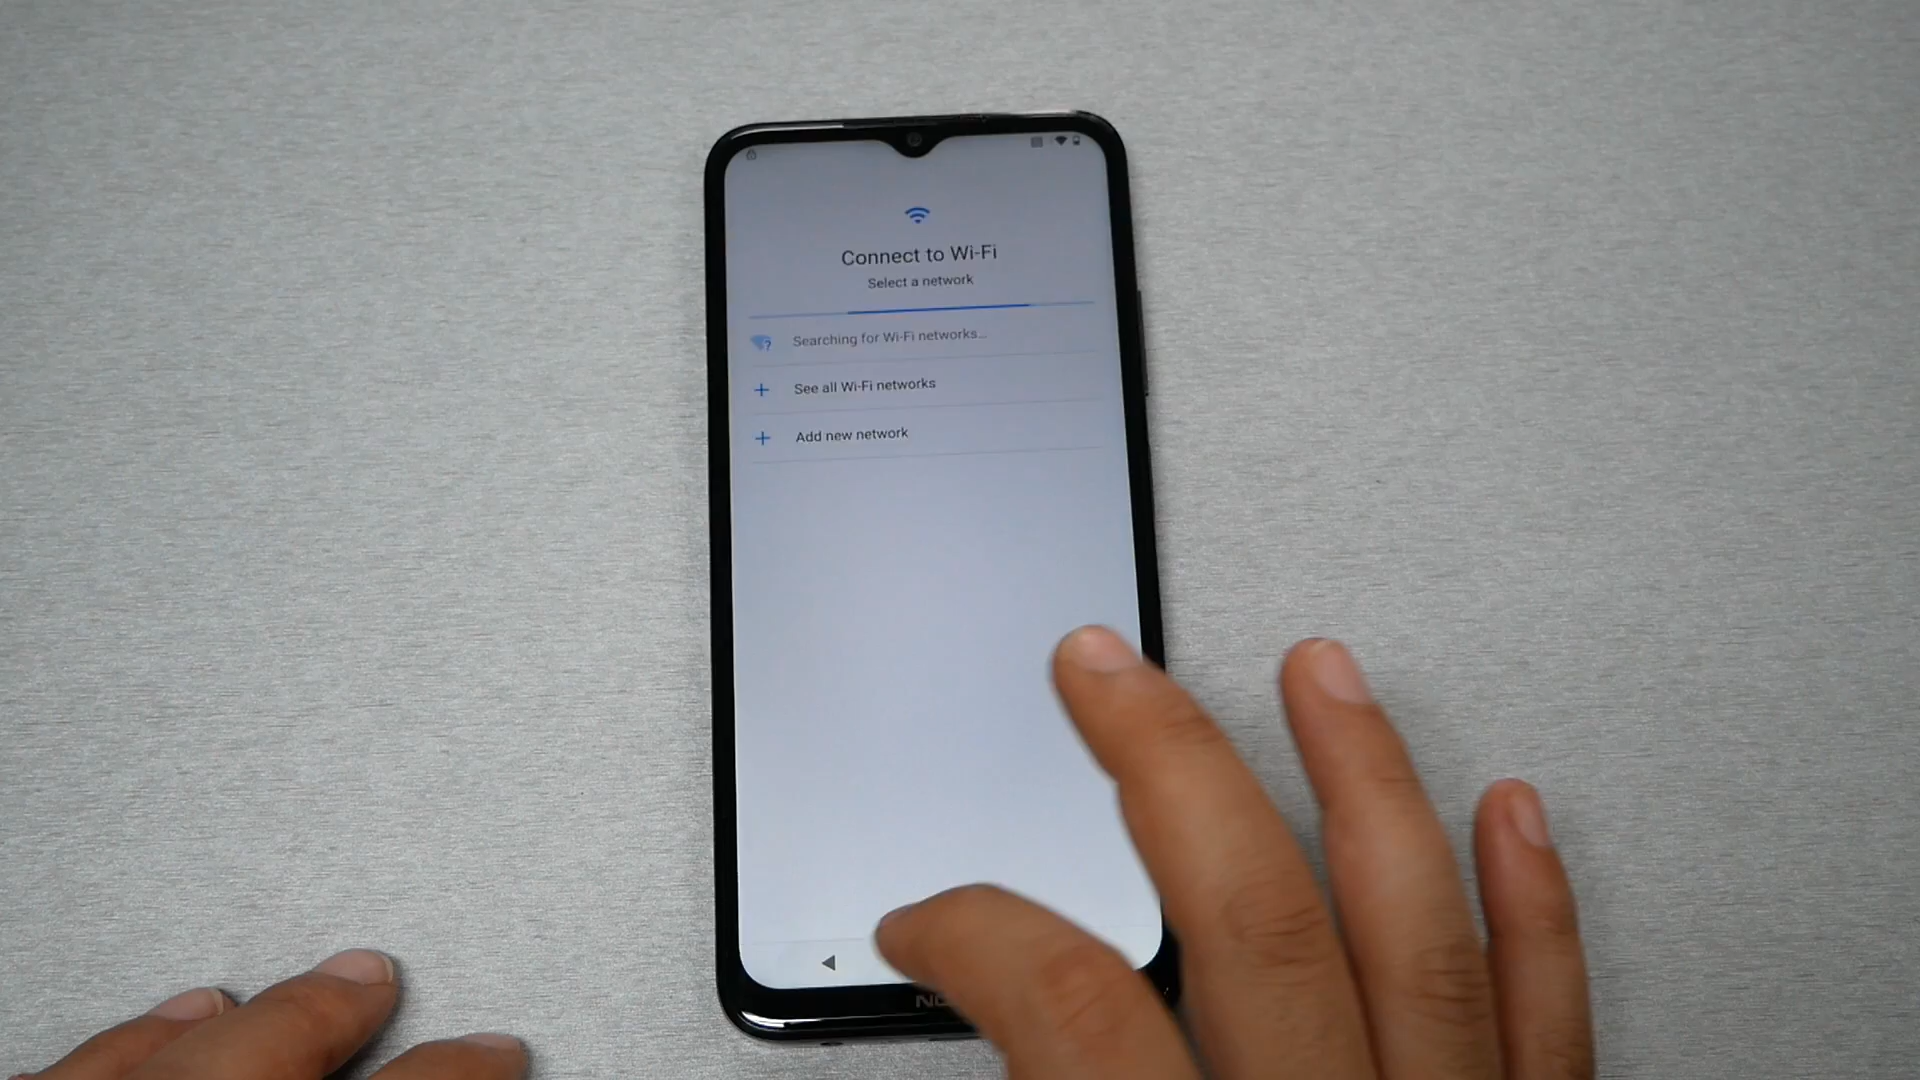 Connect to Wi-Fi
Select a network
Searching for Wi-Fi networks...
See all Wi-Fi networks
Add new network